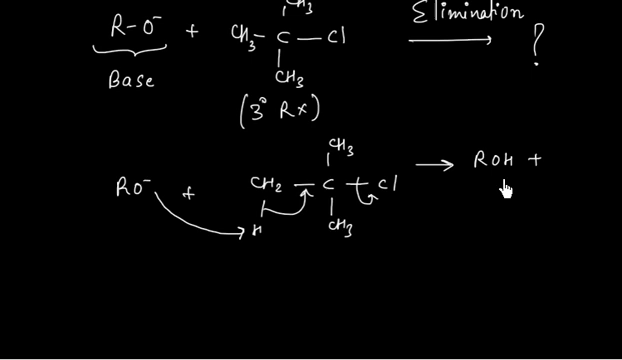 CH3
R-O⁻ + CH3- C — Cl Elimination ?
Base CH3
(3° RX)
CH3
RO⁻ + CH2 — C — Cl → ROH +
H CH3